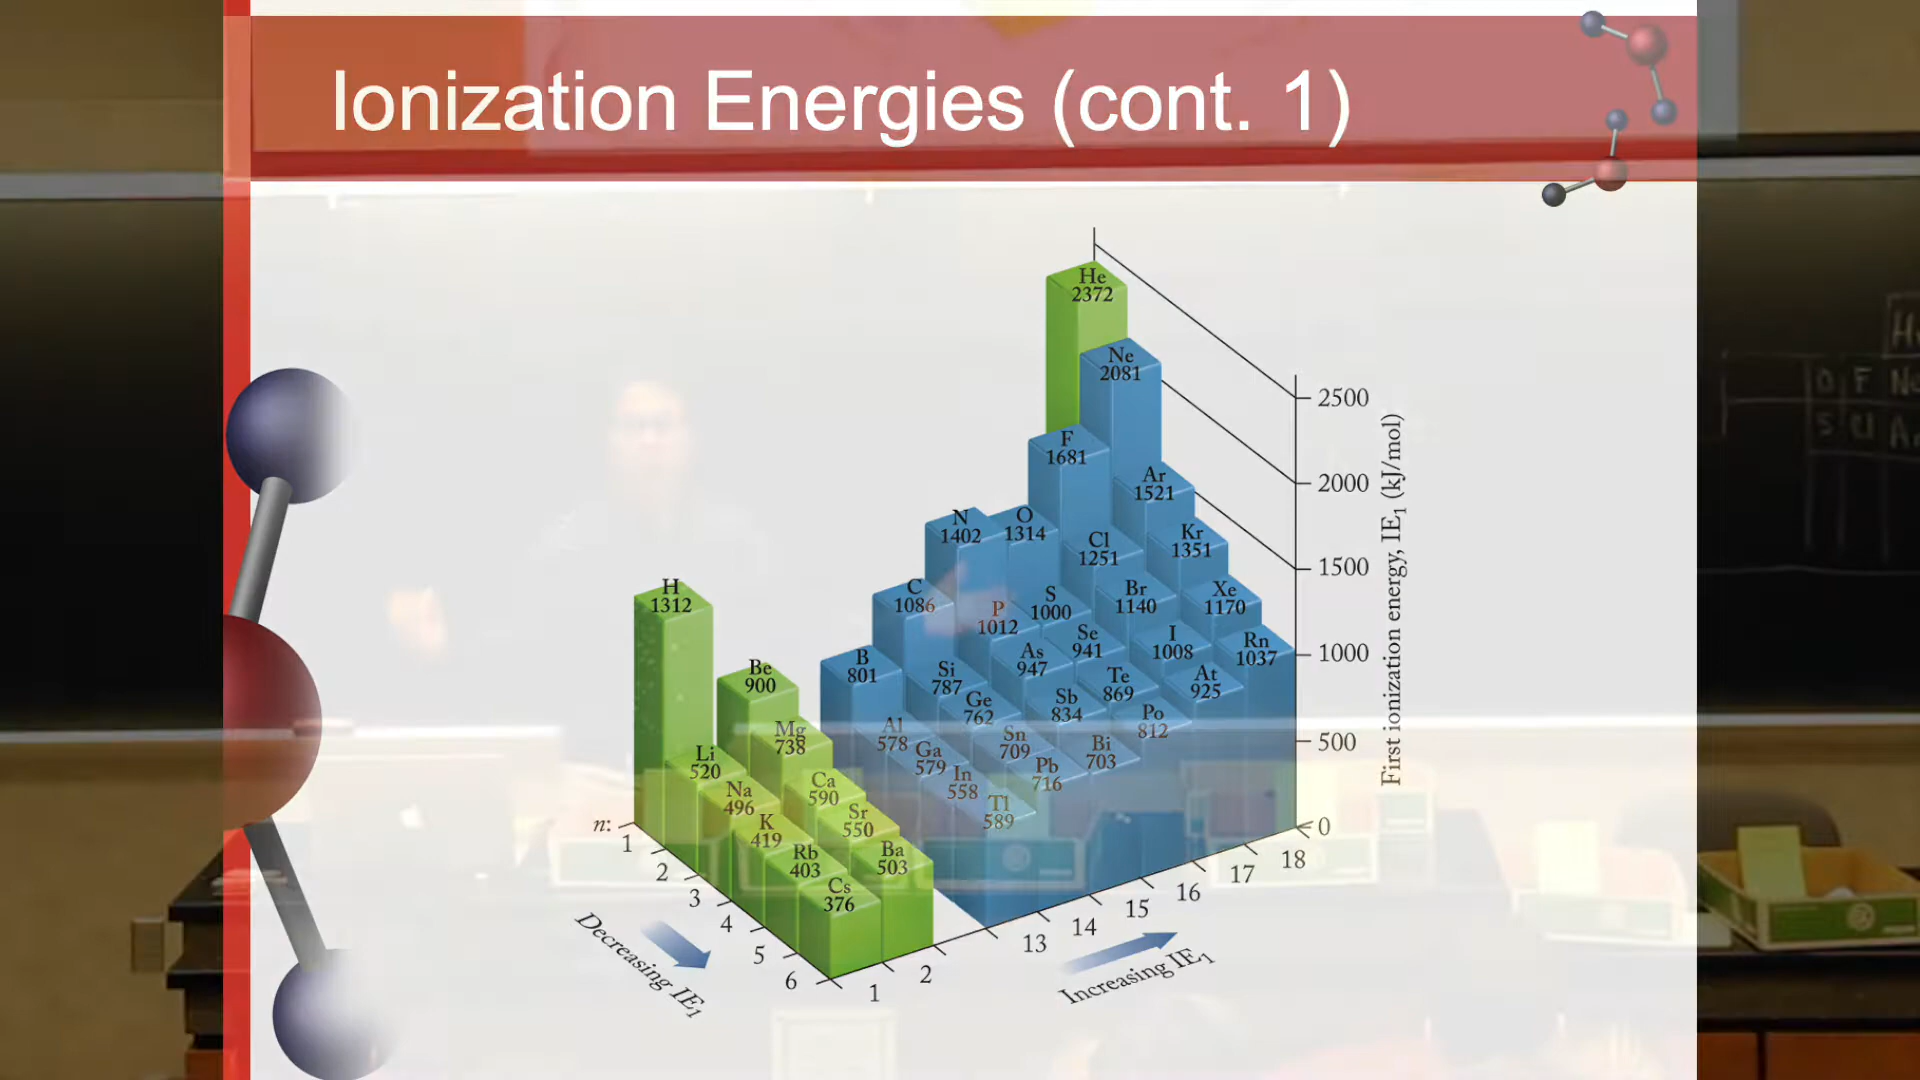 Ionization Energies (cont. 1)
He
2372
Ne
2081
F
1681
Ar
1521
N
1402
O
1314
Cl
1251
Kr
1351
H
1312
C
1086
P
1012
S
1000
Br
1140
Xe
1170
Be
900
B
801
Si
787
As
947
Se
941
I
1008
Rn
1037
Mg
738
Al
578
Ge
762
Sb
834
Te
869
At
925
Li
520
Na
496
Ca
590
Ga
579
Sn
709
Bi
703
Po
812
K
419
Sr
550
In
558
Pb
716
Rb
403
Ba
503
Tl
589
Cs
376
2500
2000
1500
1000
500
0
First ionization energy, IE1 (kJ/mol)
n:
1
2
3
4
5
6
1
2
13
14
15
16
17
18
Decreasing IE1
Increasing IE1
O F
S Cl